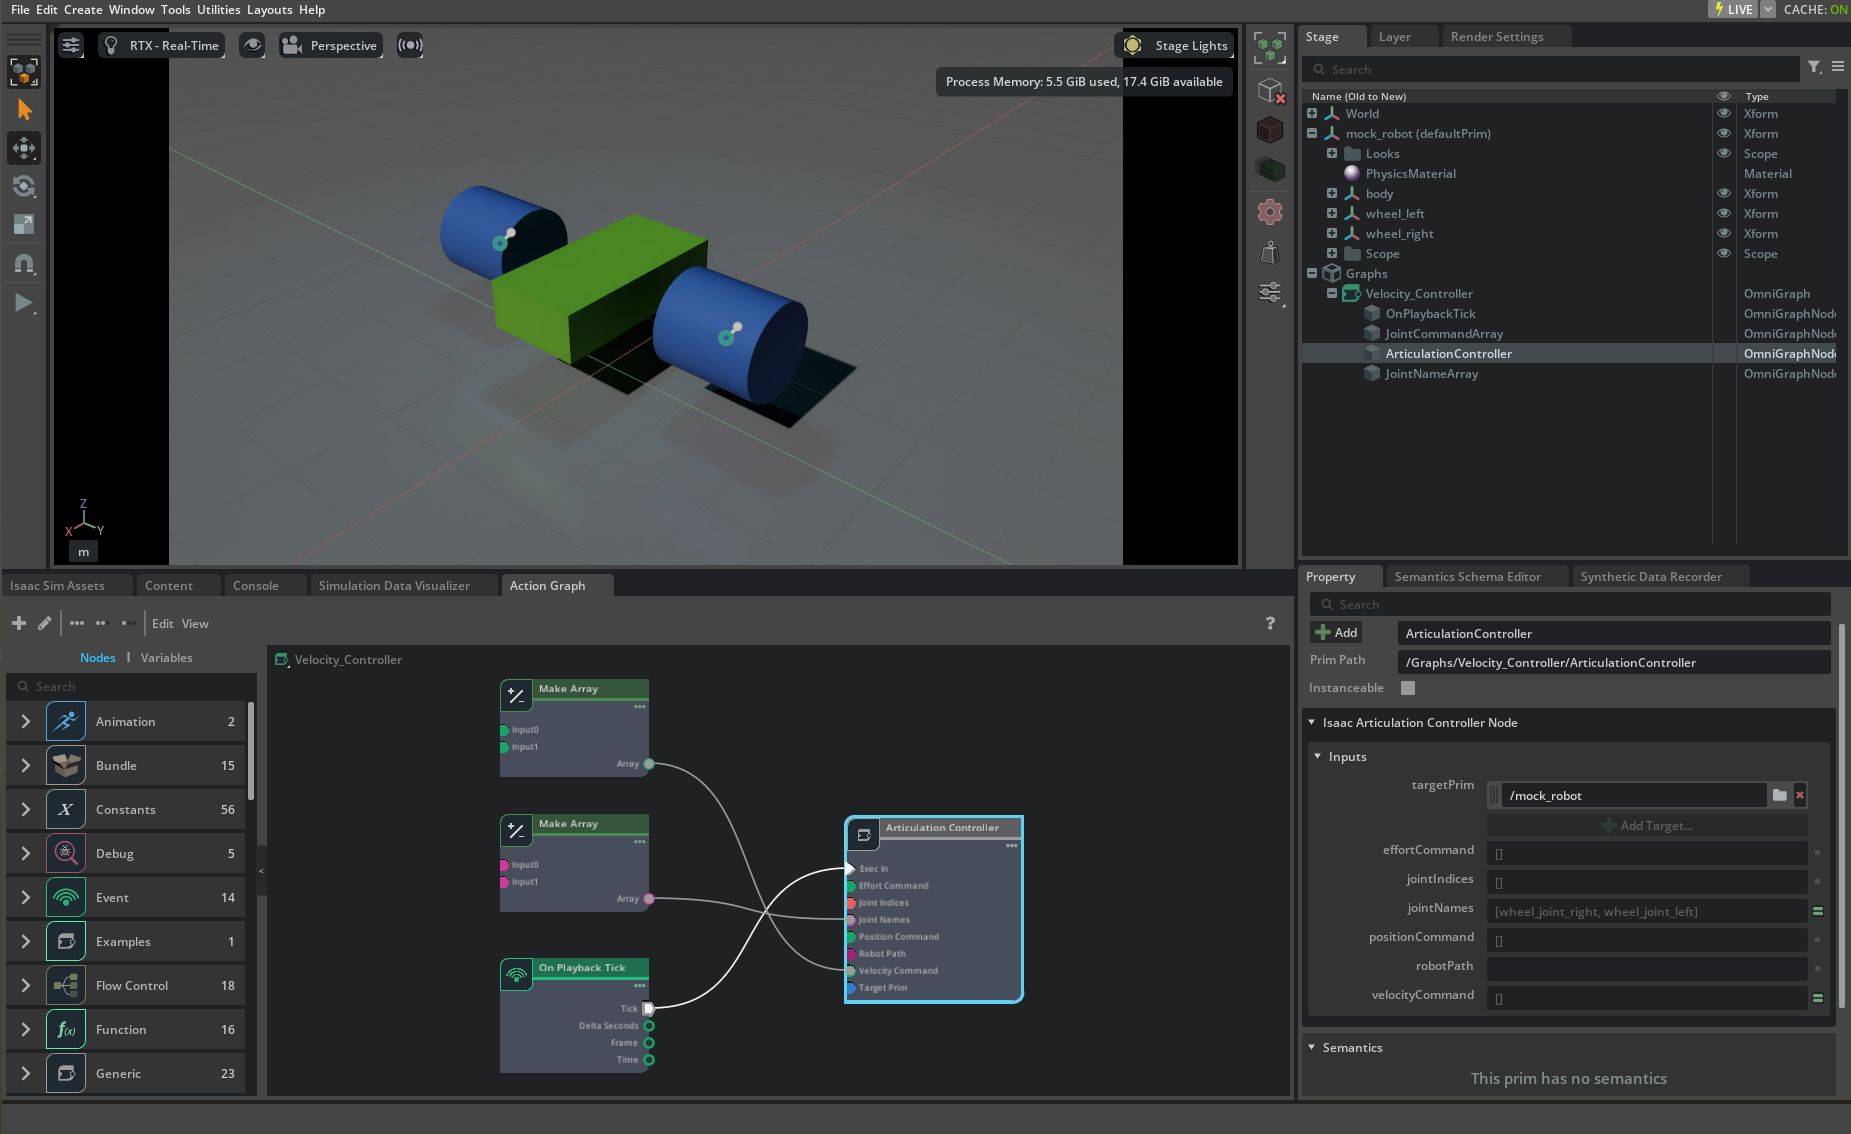 File Edit Create Window Tools Utilities Layouts Help
LIVE CACHE: ON
RTX - Real-Time
Perspective
Stage Lights
Process Memory: 5.5 GiB used, 17.4 GiB available
Z
X
Y
m
Stage Layer Render Settings
Search
Name (Old to New) Type
World Xform
mock_robot (defaultPrim) Xform
Looks Scope
PhysicsMaterial Material
body Xform
wheel_left Xform
wheel_right Xform
Scope Scope
Graphs
Velocity_Controller OmniGraph
OnPlaybackTick OmniGraphNode
JointCommandArray OmniGraphNode
ArticulationController OmniGraphNode
JointNameArray OmniGraphNode
Isaac Sim Assets Content Console Simulation Data Visualizer Action Graph
Edit View ?
Nodes | Variables
Search
Animation 2
Bundle 15
X Constants 56
Debug 5
Event 14
Examples 1
Flow Control 18
f(x) Function 16
Generic 23
<
Velocity_Controller
Make Array
Input0
Input1
Array
Make Array
Input0
Input1
Array
On Playback Tick
Tick
Delta Seconds
Frame
Time
Articulation Controller
Exec In
Effort Command
Joint Indices
Joint Names
Position Command
Robot Path
Velocity Command
Target Prim
Property Semantics Schema Editor Synthetic Data Recorder
Search
Add ArticulationController
Prim Path /Graphs/Velocity_Controller/ArticulationController
Instanceable
Isaac Articulation Controller Node
Inputs
targetPrim /mock_robot
Add Target...
effortCommand []
jointIndices []
jointNames [wheel_joint_right, wheel_joint_left]
positionCommand []
robotPath
velocityCommand []
Semantics
This prim has no semantics